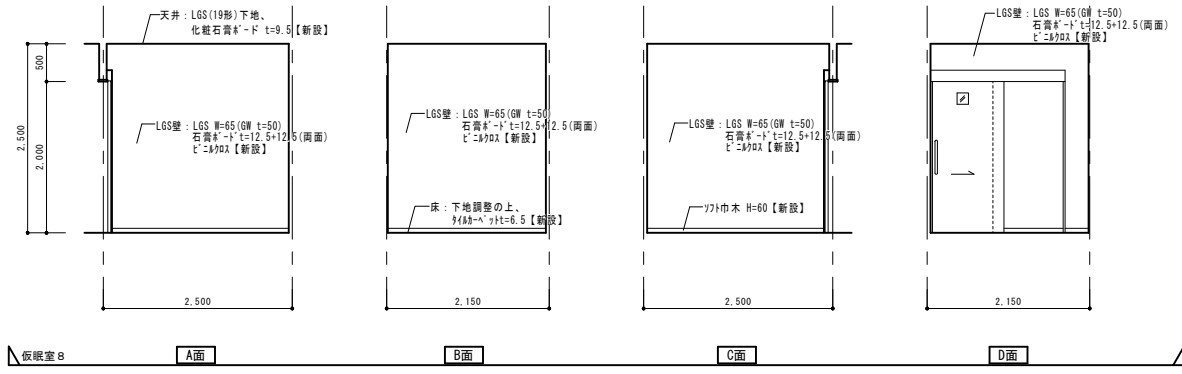 天井：LGS(19形)下地、
化粧石膏ﾎﾞｰﾄﾞ t=9.5【新設】
500
2,500
2,000
LGS壁：LGS W=65(GW t=50)
石膏ﾎﾞｰﾄﾞt=12.5+12.5(両面)
ﾋﾞﾆﾙｸﾛｽ【新設】
2,500
LGS壁：LGS W=65(GW t=50)
石膏ﾎﾞｰﾄﾞt=12.5+12.5(両面)
ﾋﾞﾆﾙｸﾛｽ【新設】
床：下地調整の上、
ﾀｲﾙｶｰﾍﾟｯﾄt=6.5【新設】
2,150
LGS壁：LGS W=65(GW t=50)
石膏ﾎﾞｰﾄﾞt=12.5+12.5(両面)
ﾋﾞﾆﾙｸﾛｽ【新設】
ｿﾌﾄ巾木 H=60【新設】
2,500
LGS壁：LGS W=65(GW t=50)
石膏ﾎﾞｰﾄﾞt=12.5+12.5(両面)
ﾋﾞﾆﾙｸﾛｽ【新設】
2,150
仮眠室８
A面
B面
C面
D面